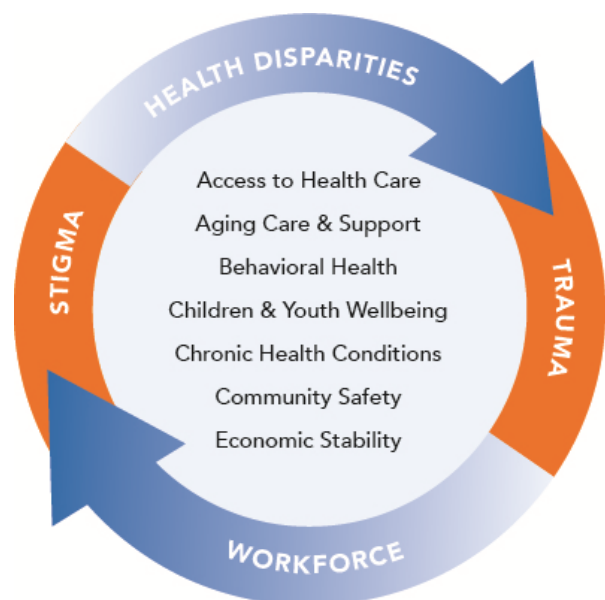 HEALTH DISPARITIES
Access to Health Care
Aging Care & Support
Behavioral Health
Children & Youth Wellbeing
Chronic Health Conditions
Community Safety
Economic Stability
STIGMA
TRAUMA
WORKFORCE